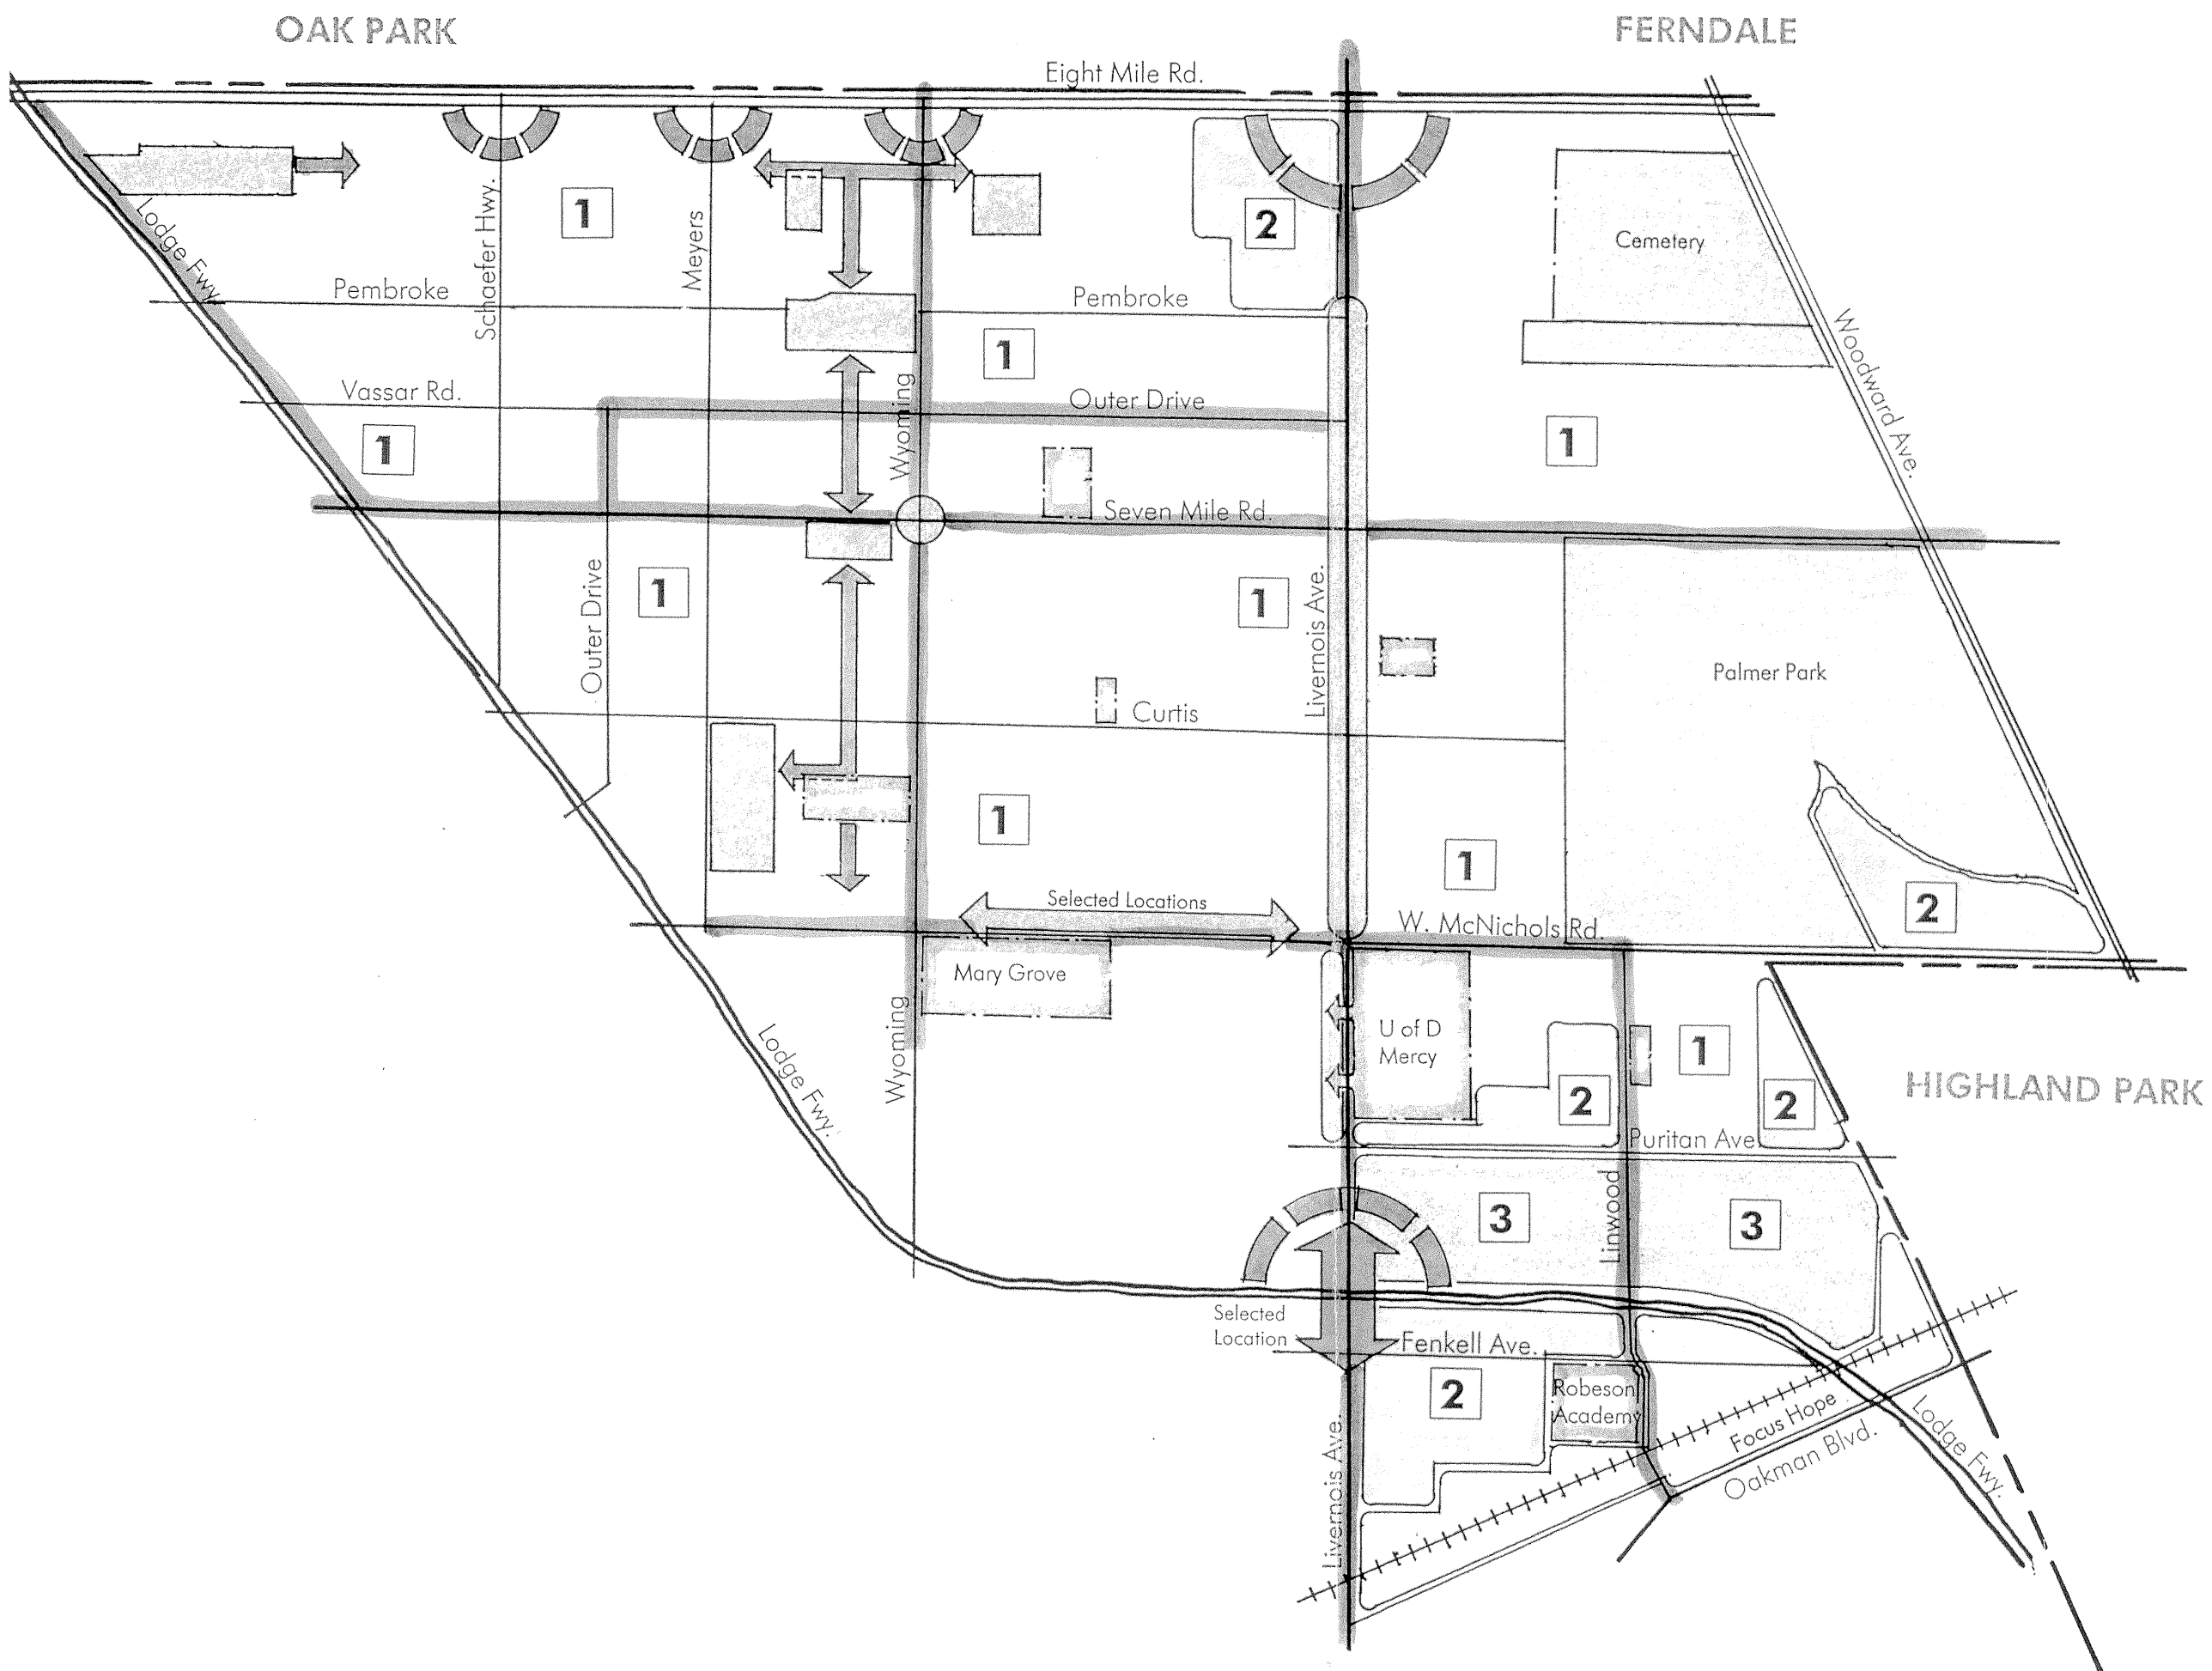 OAK PARK
FERNDALE
Eight Mile Rd.
Lodge Fwy.
Schaefer Hwy.
1
Meyers
2
Cemetery
Pembroke
Pembroke
1
Woodward Ave.
Vassar Rd.
Wyoming
Outer Drive
1
1
Seven Mile Rd.
Outer Drive
1
1
Livernois Ave.
Palmer Park
Curtis
1
1
2
Selected Locations
W. McNichols Rd.
Mary Grove
Wyoming
Lodge Fwy.
U of D
Mercy
2
1
2
HIGHLAND PARK
Puritan Ave.
3
Linwood
3
Selected
Location
Fenkell Ave.
2
Robeson
Academy
Livernois Ave.
Focus Hope
Oakman Blvd.
Lodge Fwy.